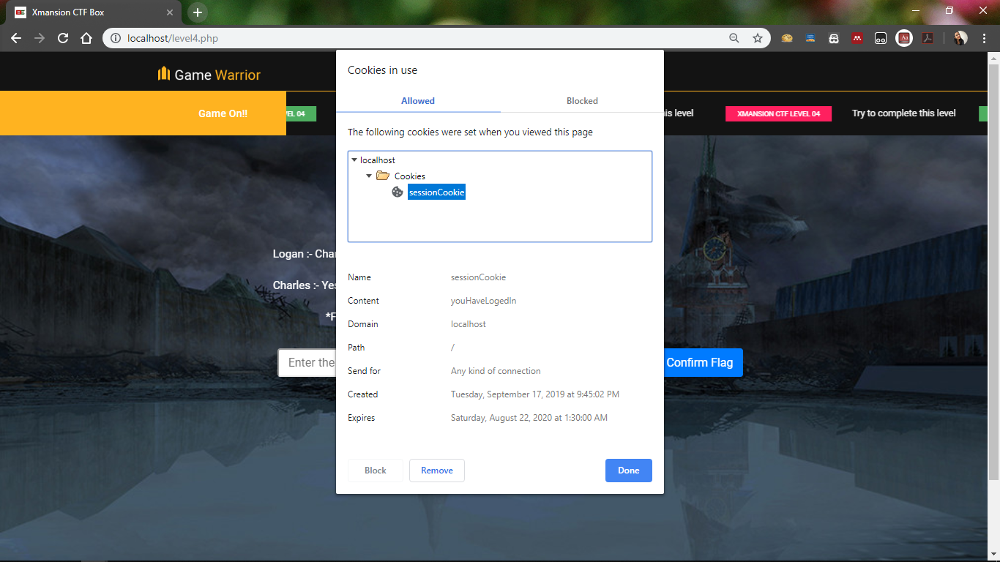 Xmansion CTF Box
localhost/level4.php
Game Warrior
Cookies in use
Allowed Blocked
Game On!! EL 04 is level XMANSION CTF LEVEL 04 Try to complete this level
The following cookies were set when you viewed this page
localhost
Cookies
sessionCookie
Logan :- Char
Charles :- Yes
*F
Name sessionCookie
Content youHaveLogedIn
Domain localhost
Path /
Enter the Confirm Flag
Send for Any kind of connection
Created Tuesday, September 17, 2019 at 9:45:02 PM
Expires Saturday, August 22, 2020 at 1:30:00 AM
Block Remove Done